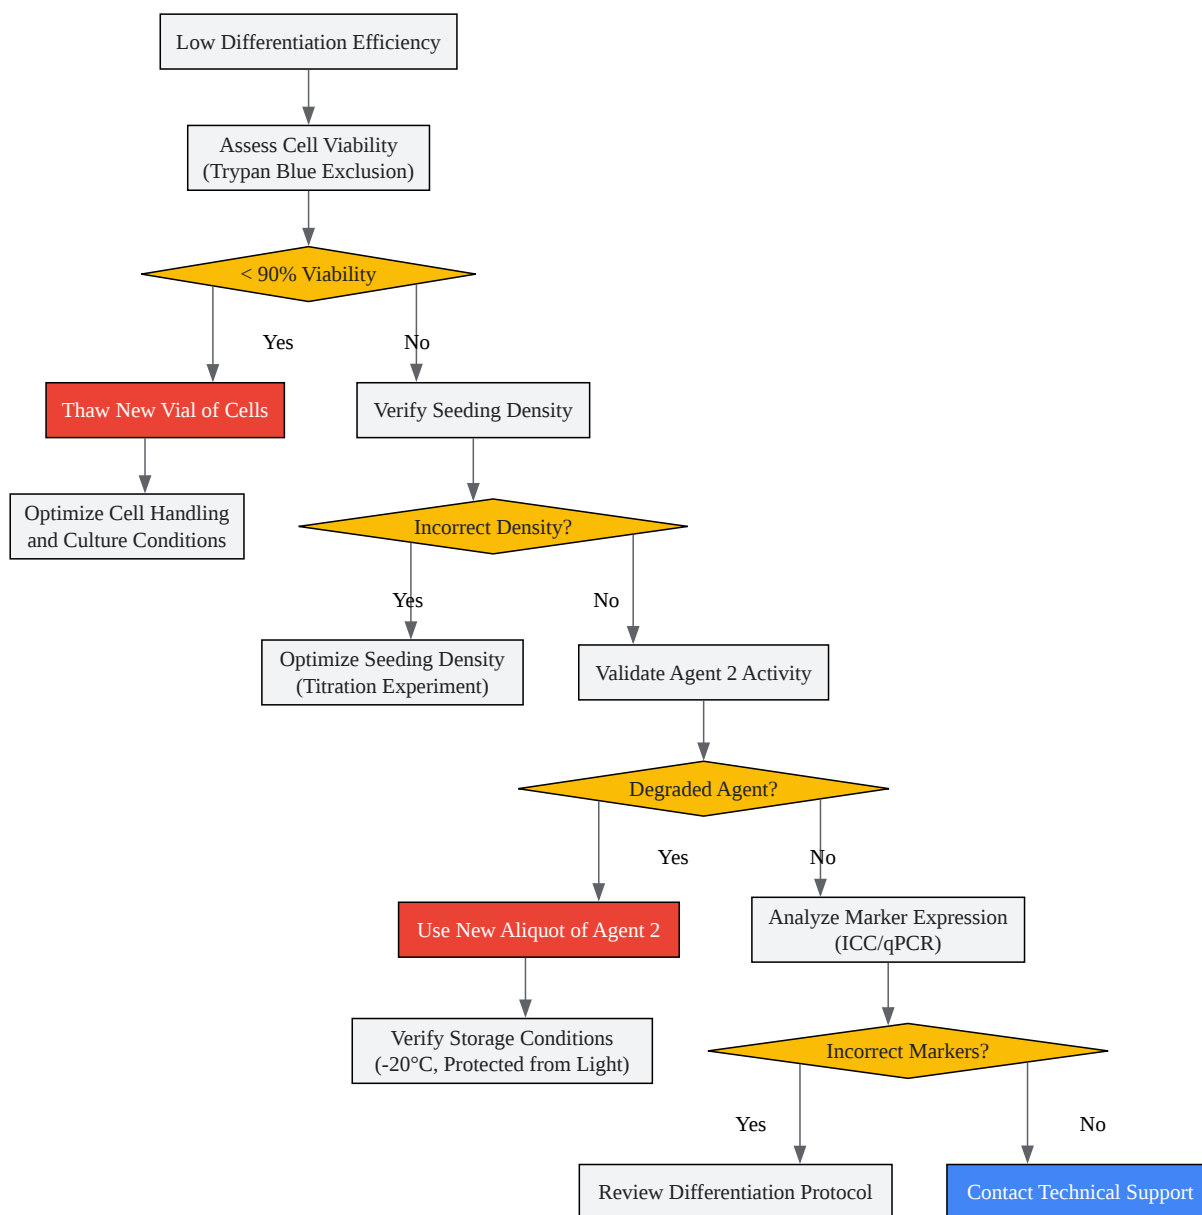 Low Differentiation Efficiency
Assess Cell Viability
(Trypan Blue Exclusion)
< 90% Viability
Yes
No
Thaw New Vial of Cells
Verify Seeding Density
Optimize Cell Handling
and Culture Conditions
Incorrect Density?
Yes
No
Optimize Seeding Density
(Titration Experiment)
Validate Agent 2 Activity
Degraded Agent?
Yes
No
Use New Aliquot of Agent 2
Analyze Marker Expression
(ICC/qPCR)
Verify Storage Conditions
(-20°C, Protected from Light)
Incorrect Markers?
Yes
No
Review Differentiation Protocol
Contact Technical Support